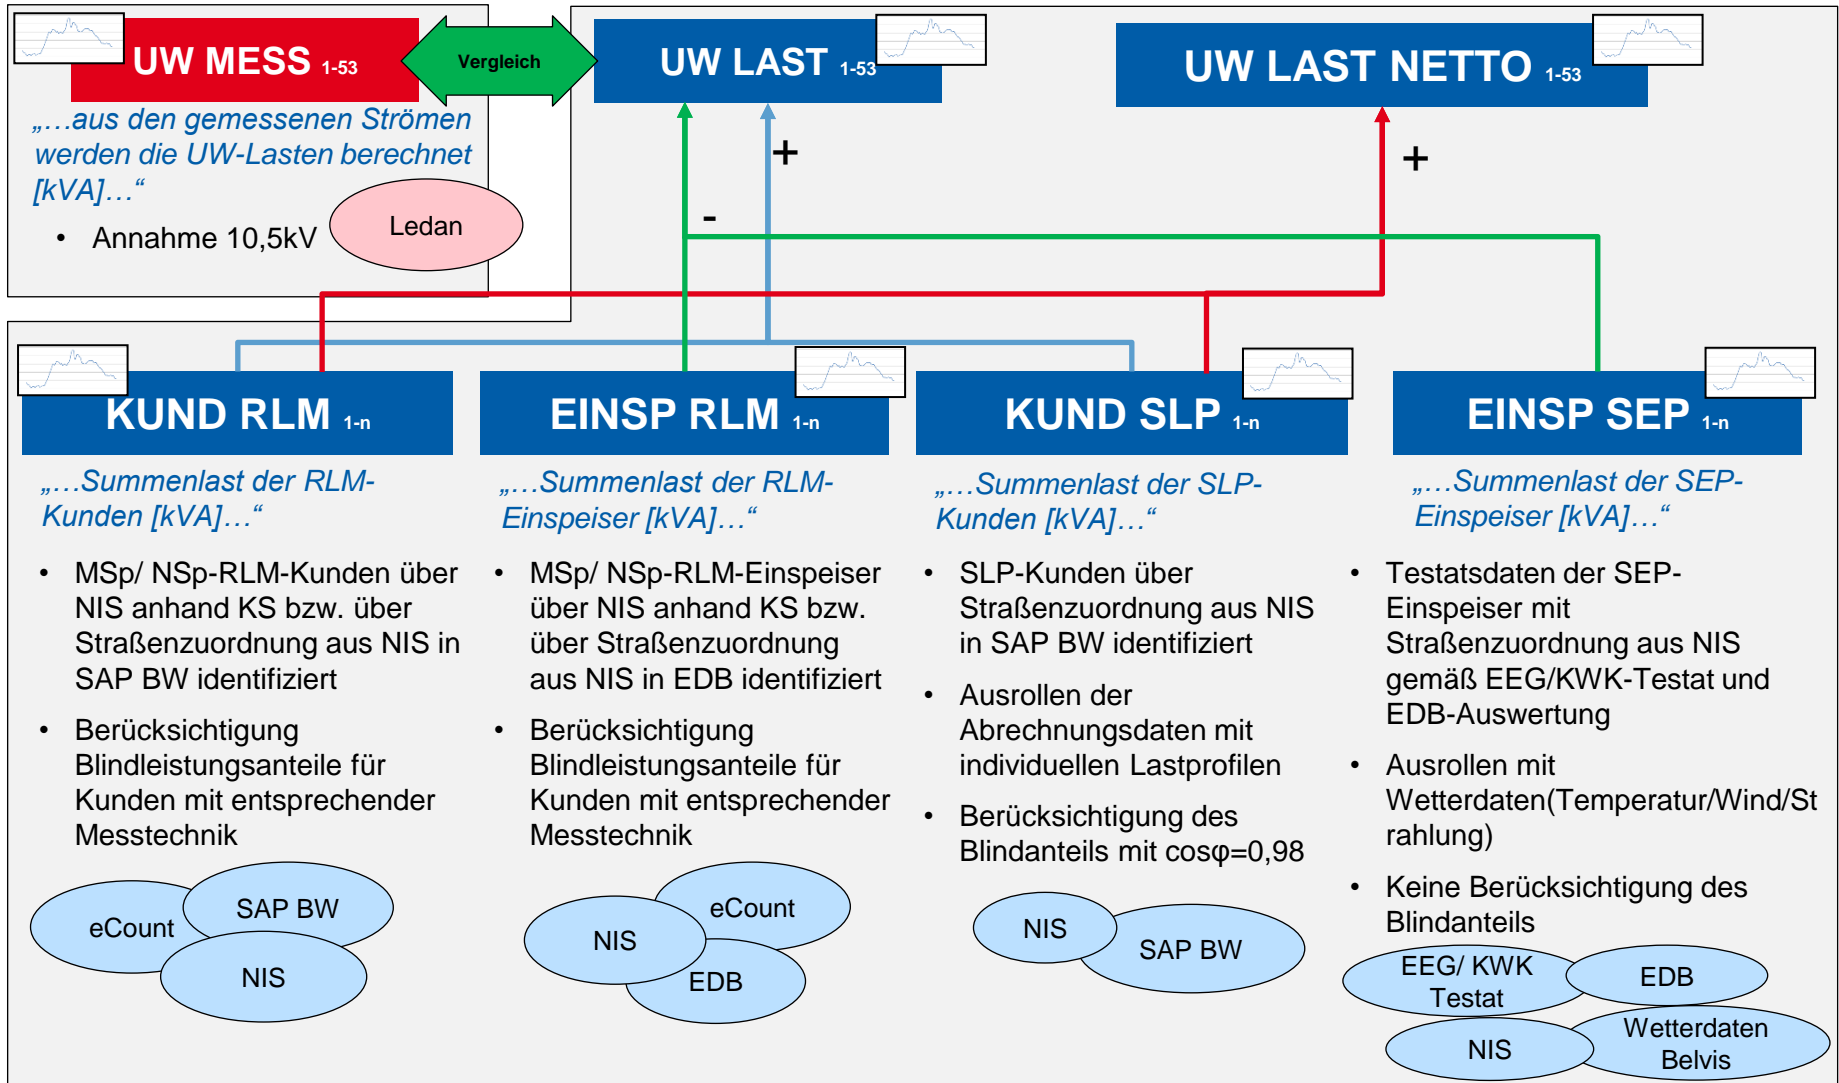 UW MESS 1-53
Vergleich
UW LAST 1-53
UW LAST NETTO 1-53
„…aus den gemessenen Strömen
werden die UW-Lasten berechnet
[kVA]…“
• Annahme 10,5kV
Ledan
+
-
+
KUND RLM 1-n
„…Summenlast der RLM-
Kunden [kVA]…“
• MSp/ NSp-RLM-Kunden über
NIS anhand KS bzw. über
Straßenzuordnung aus NIS in
SAP BW identifiziert
• Berücksichtigung
Blindleistungsanteile für
Kunden mit entsprechender
Messtechnik
eCount
SAP BW
NIS
EINSP RLM 1-n
„…Summenlast der RLM-
Einspeiser [kVA]…“
• MSp/ NSp-RLM-Einspeiser
über NIS anhand KS bzw.
über Straßenzuordnung
aus NIS in EDB identifiziert
• Berücksichtigung
Blindleistungsanteile für
Kunden mit entsprechender
Messtechnik
eCount
NIS
EDB
KUND SLP 1-n
„…Summenlast der SLP-
Kunden [kVA]…“
• SLP-Kunden über
Straßenzuordnung aus NIS
in SAP BW identifiziert
• Ausrollen der
Abrechnungsdaten mit
individuellen Lastprofilen
• Berücksichtigung des
Blindanteils mit cosφ=0,98
NIS
SAP BW
EINSP SEP 1-n
„…Summenlast der SEP-
Einspeiser [kVA]…“
• Testatsdaten der SEP-
Einspeiser mit
Straßenzuordnung aus NIS
gemäß EEG/KWK-Testat und
EDB-Auswertung
• Ausrollen mit
Wetterdaten(Temperatur/Wind/St
rahlung)
• Keine Berücksichtigung des
Blindanteils
EEG/ KWK
Testat
EDB
NIS
Wetterdaten
Belvis